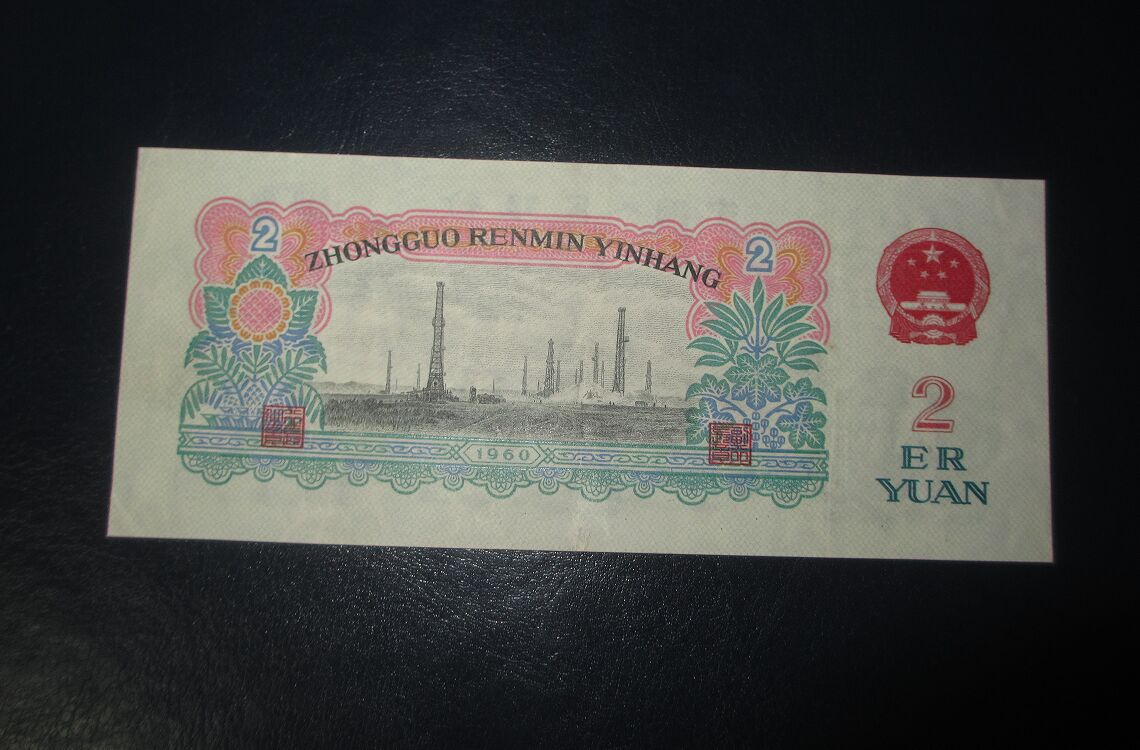 2
ZHONGGUO RENMIN YINHANG
2
1960
2
ER
YUAN